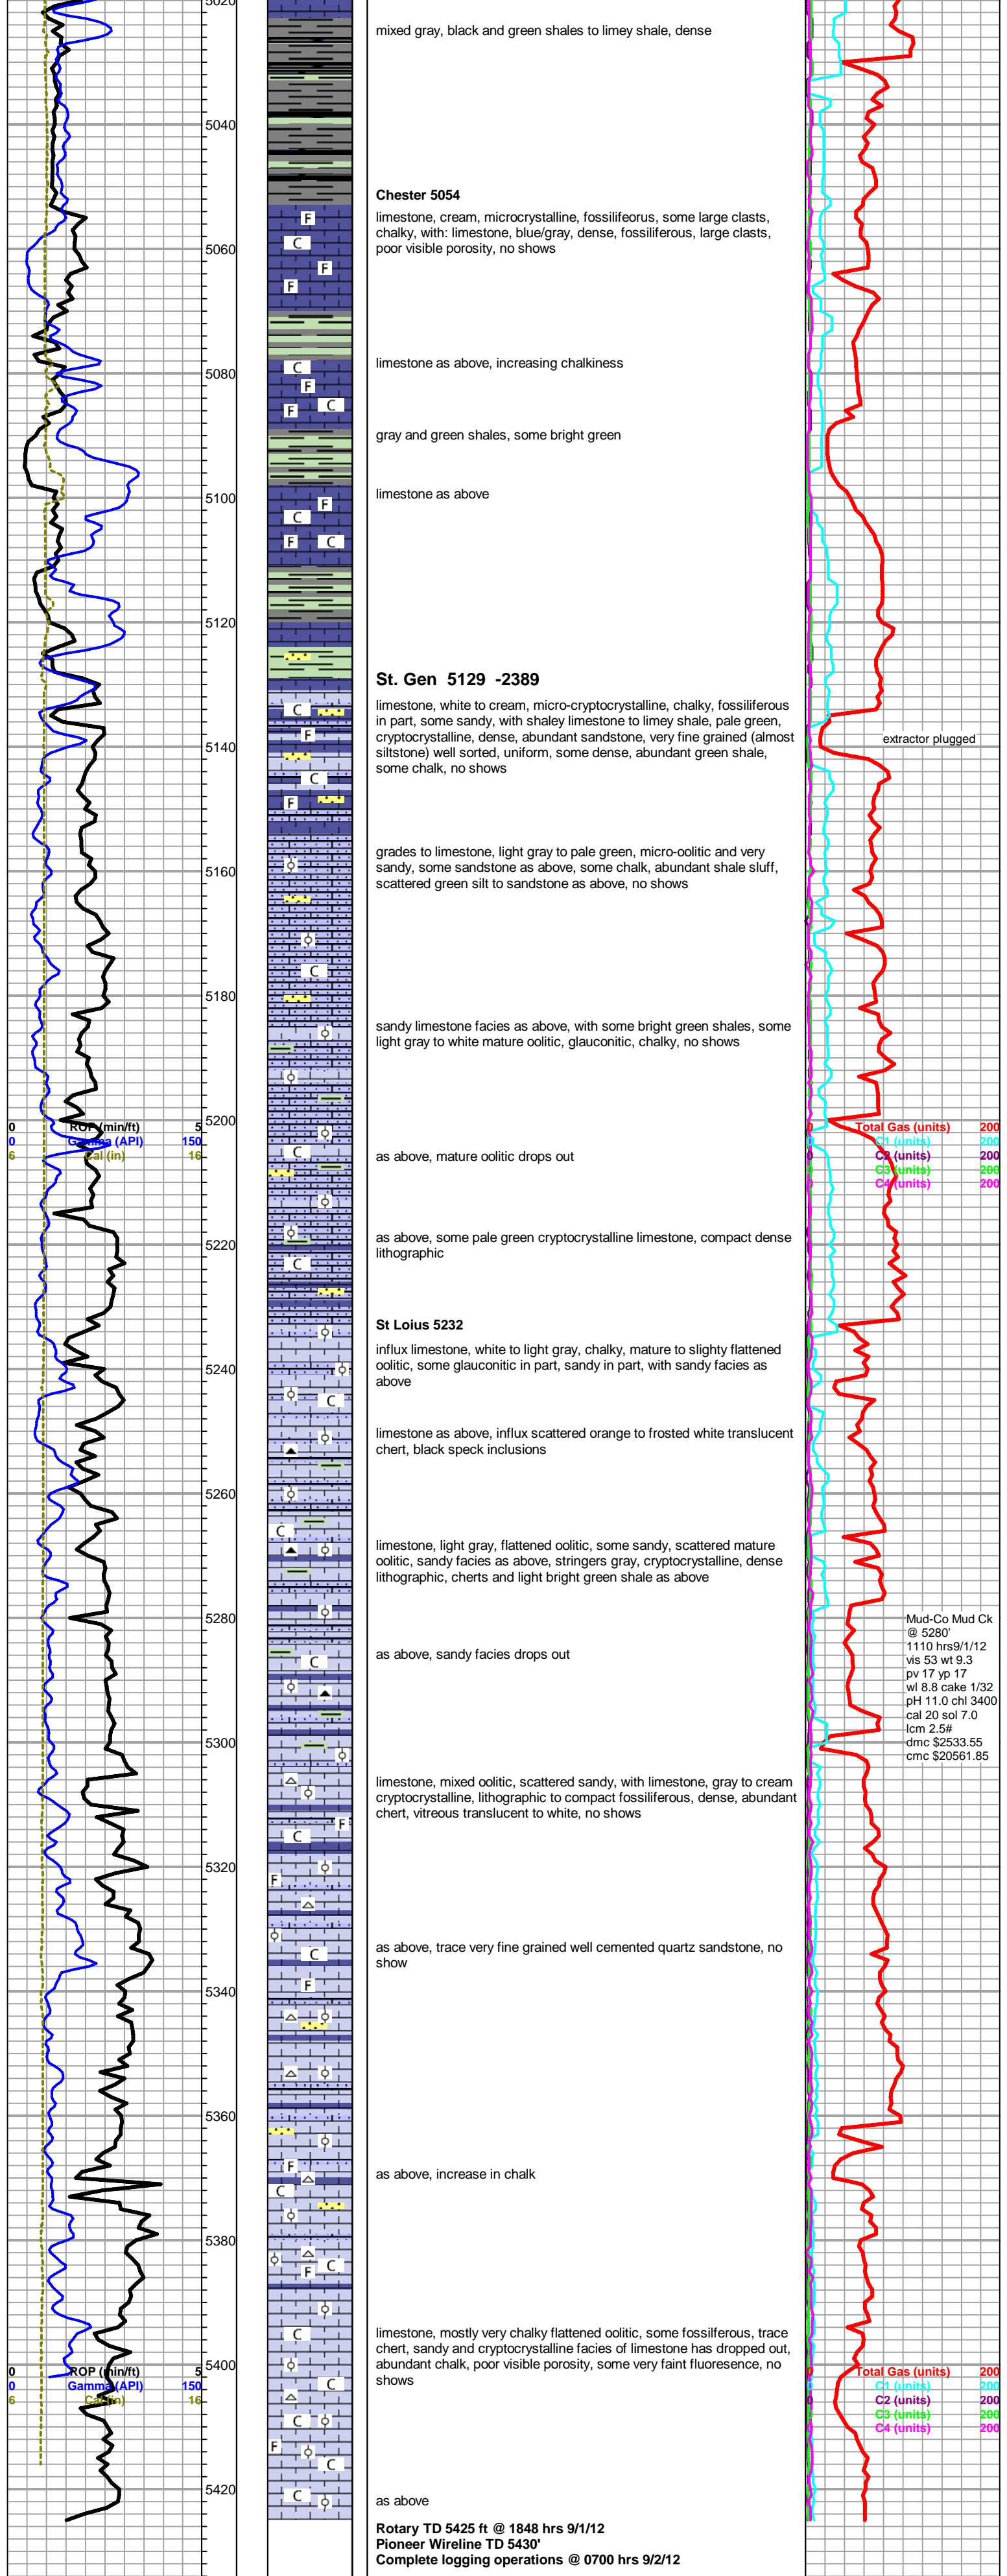 5020
mixed gray, black and green shales to limey shale, dense
5040
Chester 5054
F
limestone, cream, microcrystalline, fossilifeorus, some large clasts,
chalky, with: limestone, blue/gray, dense, fossiliferous, large clasts,
poor visible porosity, no shows
C
5060
F
F
limestone as above, increasing chalkiness
C
5080
F
C
F
gray and green shales, some bright green
limestone as above
5100
F
C
F C
5120
St. Gen 5129 -2389
limestone, white to cream, micro-cryptocrystalline, chalky, fossiliferous
in part, some sandy, with shaley limestone to limey shale, pale green,
cryptocrystalline, dense, abundant sandstone, very fine grained (almost
siltstone) well sorted, uniform, some dense, abundant green shale,
some chalk, no shows
C
F
extractor plugged
5140
C
F
grades to limestone, light gray to pale green, micro-oolitic and very
sandy, some sandstone as above, some chalk, abundant shale sluff,
scattered green silt to sandstone as above, no shows
5160
C
5180
sandy limestone facies as above, with some bright green shales, some
light gray to white mature oolitic, glauconitic, chalky, no shows
5200
0 ROP (min/ft) 5
0 Gamma (API) 150
6 Cal (in) 16
0 Total Gas (units) 200
0 C1 (units) 200
0 C2 (units) 200
0 C3 (units) 200
0 C4 (units) 200
C
as above, mature oolitic drops out
5220
as above, some pale green cryptocrystalline limestone, compact dense
lithographic
C
St Loius 5232
influx limestone, white to light gray, chalky, mature to slighty flattened
oolitic, some glauconitic in part, sandy in part, with sandy facies as
above
5240
C
limestone as above, influx scattered orange to frosted white translucent
chert, black speck inclusions
5260
C
limestone, light gray, flattened oolitic, some sandy, scattered mature
oolitic, sandy facies as above, stringers gray, cryptocrystalline, dense
lithographic, cherts and light bright green shale as above
5280
Mud-Co Mud Ck
@ 5280'
1110 hrs9/1/12
vis 53 wt 9.3
pv 17 yp 17
wl 8.8 cake 1/32
pH 11.0 chl 3400
cal 20 sol 7.0
lcm 2.5#
dmc $2533.55
cmc $20561.85
as above, sandy facies drops out
C
5300
limestone, mixed oolitic, scattered sandy, with limestone, gray to cream
cryptocrystalline, lithographic to compact fossiliferous, dense, abundant
chert, vitreous translucent to white, no shows
F
C
5320
F
as above, trace very fine grained well cemented quartz sandstone, no
show
C
F
5340
5360
F
as above, increase in chalk
C
5380
C
F
limestone, mostly very chalky flattened oolitic, some fossilferous, trace
chert, sandy and cryptocrystalline facies of limestone has dropped out,
abundant chalk, poor visible porosity, some very faint fluoresence, no
shows
C
5400
0 ROP (min/ft) 5
0 Gamma (API) 150
6 Cal (in) 16
0 Total Gas (units) 200
0 C1 (units) 200
0 C2 (units) 200
0 C3 (units) 200
0 C4 (units) 200
C
F
C
5420
C
as above
Rotary TD 5425 ft @ 1848 hrs 9/1/12
Pioneer Wireline TD 5430'
Complete logging operations @ 0700 hrs 9/2/12